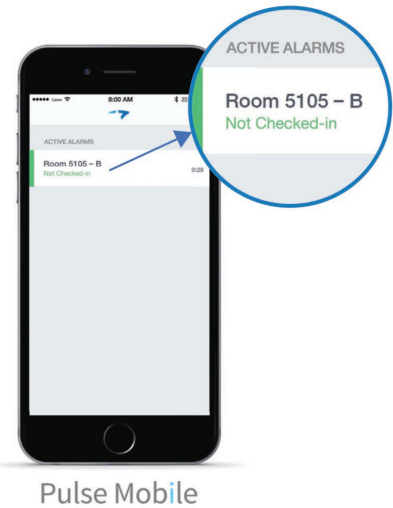 8:00 AM
ACTIVE ALARMS
Room 5105 – B
Not Checked-in
0:29
ACTIVE ALARMS
Room 5105 – B
Not Checked-in
Pulse Mobile